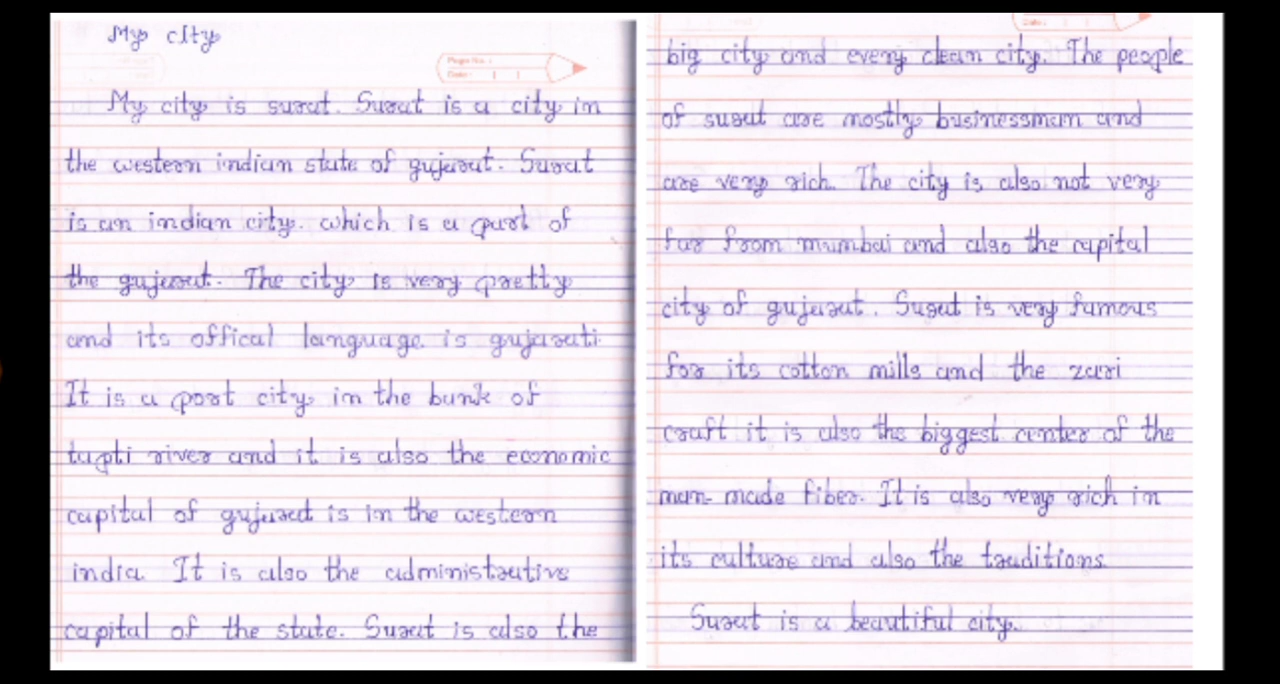 My city
Page No. :
Date :
My city is surat. Surat is a city in
the western indian state of gujarat. Surat
is an indian city. which is a part of
the gujarat. The city is very pretty
and its offical language is gujarati.
It is a port city in the bank of
tapti river and it is also the economic
capital of gujarat is in the western
india. It is also the administrative
capital of the state. Surat is also the
big city and every clean city. The people
of surat are mostly businessman and
are very rich. The city is also not very
far from mumbai and also the capital
city of gujarat. Surat is very famous
for its cotton mills and the zari
craft it is also the biggest center of the
man-made fiber. It is also very rich in
its culture and also the traditions.
Surat is a beautiful city.